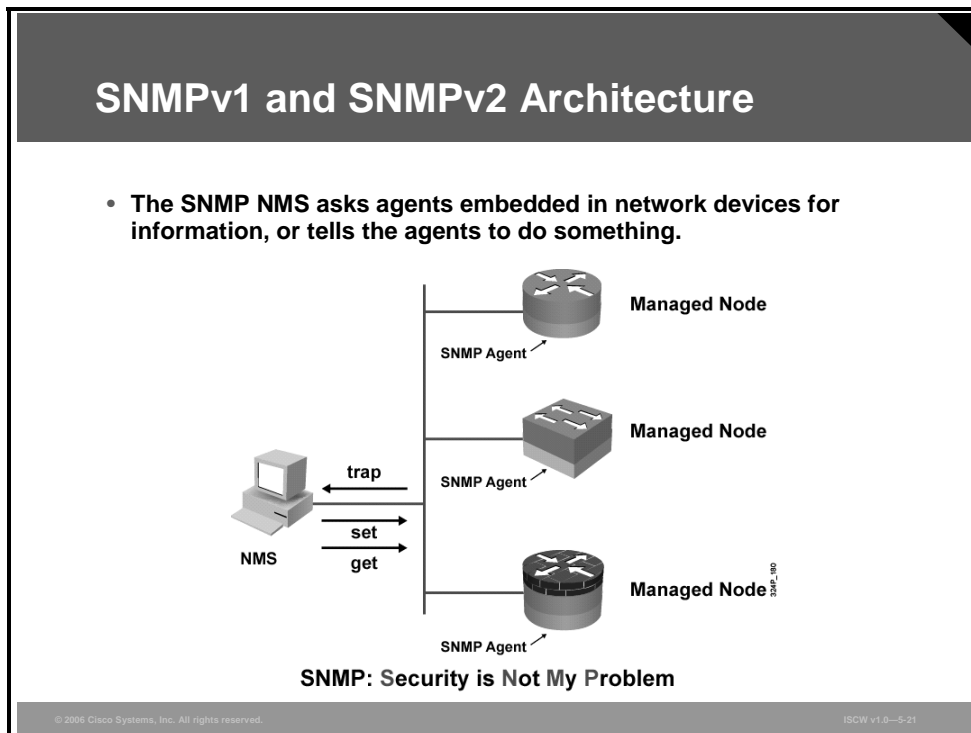 SNMPv1 and SNMPv2 Architecture
• The SNMP NMS asks agents embedded in network devices for
information, or tells the agents to do something.
Managed Node
SNMP Agent
Managed Node
SNMP Agent
trap
set
get
NMS
Managed Node
324P_180
SNMP Agent
SNMP: Security is Not My Problem
© 2006 Cisco Systems, Inc. All rights reserved.
ISCW v1.0—5-21